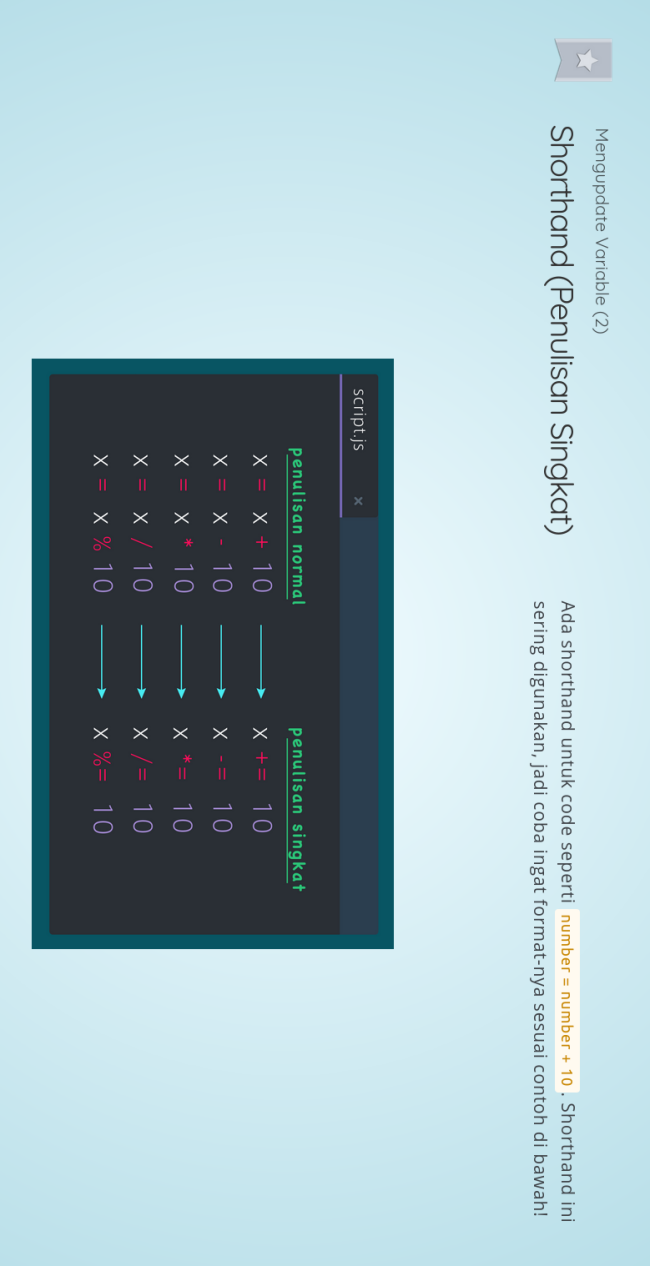 Mengupdate Variable (2)
Shorthand (Penulisan Singkat)
Ada shorthand untuk code seperti number = number + 10 . Shorthand ini
sering digunakan, jadi coba ingat format-nya sesuai contoh di bawah!
script.js ×
penulisan normal penulisan singkat
X = X + 10 → X += 10
X = X - 10 → X -= 10
X = X * 10 → X *= 10
X = X / 10 → X /= 10
X = X % 10 → X %= 10